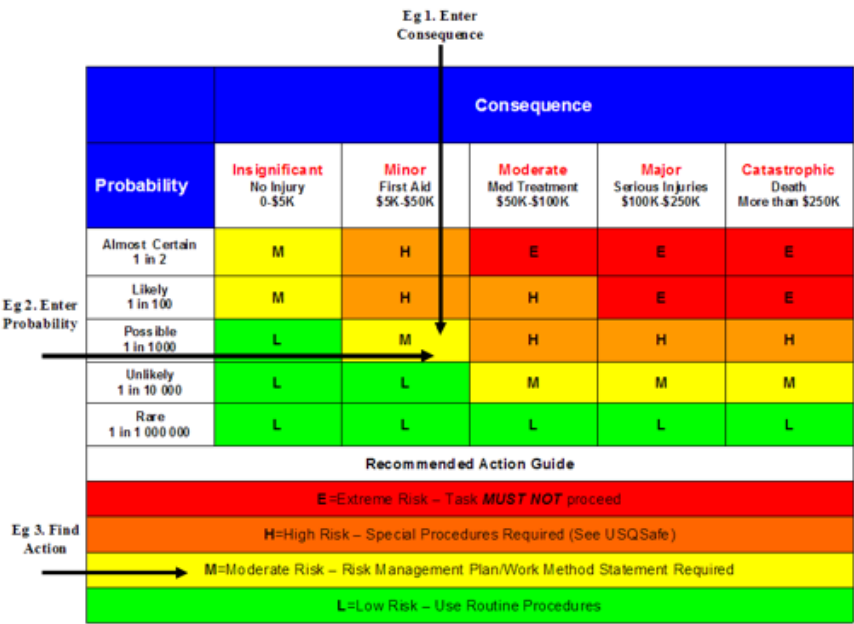 Eg 1. Enter
Consequence
Consequence
Probability
Insignificant
No Injury
0-$5K
Minor
First Aid
$5K-$50K
Moderate
Med Treatment
$50K-$100K
Major
Serious Injuries
$100K-$250K
Catastrophic
Death
More than $250K
Almost Certain
1 in 2
M
H
E
E
E
Eg 2. Enter
Probability
Likely
1 in 100
M
H
H
E
E
Possible
1 in 1000
L
M
H
H
H
Unlikely
1 in 10 000
L
L
M
M
M
Rare
1 in 1 000 000
L
L
L
L
L
Recommended Action Guide
E=Extreme Risk – Task MUST NOT proceed
Eg 3. Find
Action
H=High Risk – Special Procedures Required (See USQSafe)
M=Moderate Risk – Risk Management Plan/Work Method Statement Required
L=Low Risk – Use Routine Procedures